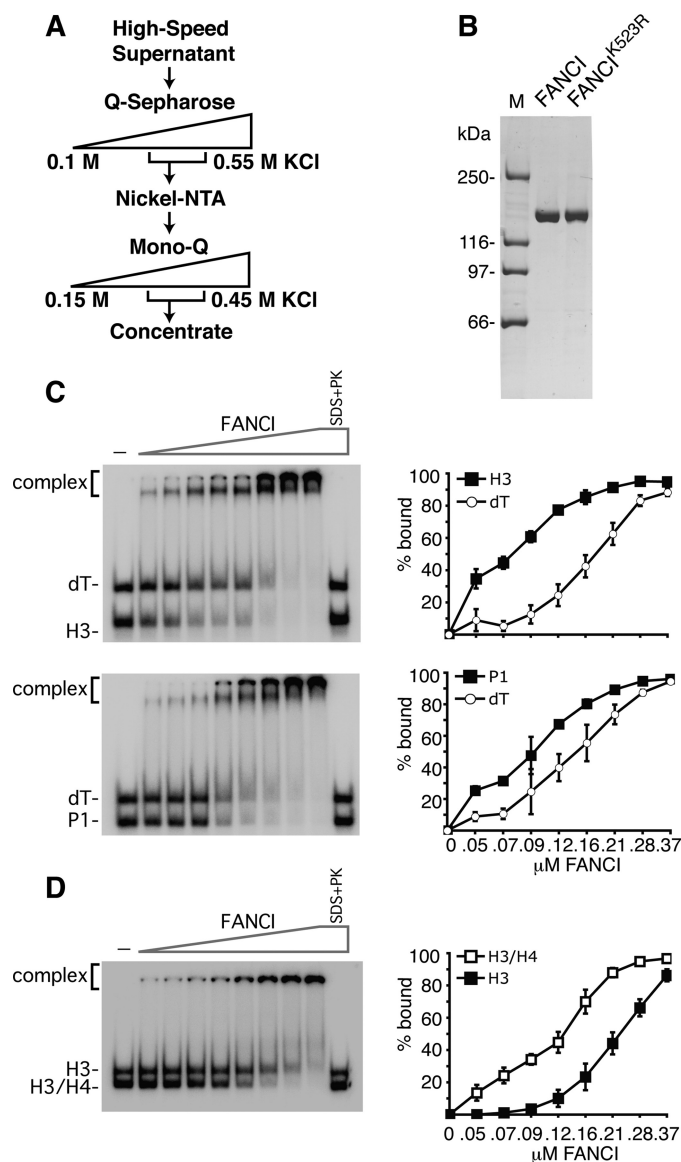 A
High-Speed
Supernatant
Q-Sepharose
0.1 M 0.55 M KCl
Nickel-NTA
Mono-Q
0.15 M 0.45 M KCl
Concentrate
B
M FANCI FANCI^K523R
kDa
250-
116-
97-
66-
C
– FANCI SDS+PK
complex
dT-
H3-
H3
dT
% bound
100
80
60
40
20
complex
dT-
P1-
P1
dT
% bound
100
80
60
40
20
0 .05 .07 .09 .12 .16 .21 .28 .37
µM FANCI
D
– FANCI SDS+PK
complex
H3-
H3/H4-
H3/H4
H3
% bound
100
80
60
40
20
0 .05 .07 .09 .12 .16 .21 .28 .37
µM FANCI